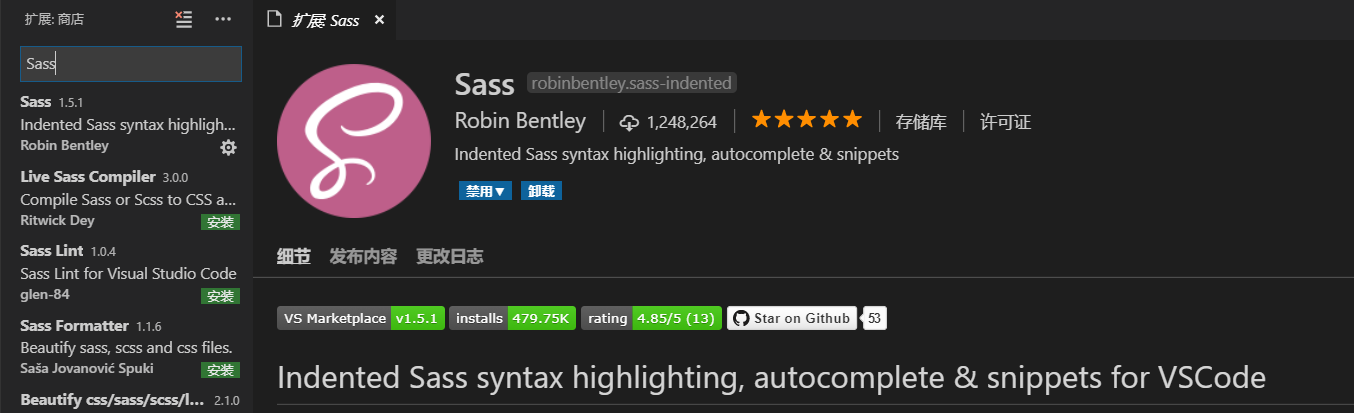 扩展: 商店
Sass
Sass 1.5.1
Indented Sass syntax highligh...
Robin Bentley
Live Sass Compiler 3.0.0
Compile Sass or Scss to CSS a...
Ritwick Dey 安装
Sass Lint 1.0.4
Sass Lint for Visual Studio Code
glen-84 安装
Sass Formatter 1.1.6
Beautify sass, scss and css files.
Saša Jovanović Spuki 安装
Beautify css/sass/scss/l... 2.1.0
扩展 Sass
Sass robinbentley.sass-indented
Robin Bentley 1,248,264 存储库 许可证
Indented Sass syntax highlighting, autocomplete & snippets
禁用 卸载
细节 发布内容 更改日志
VS Marketplace v1.5.1 installs 479.75K rating 4.85/5 (13) Star on Github 53
Indented Sass syntax highlighting, autocomplete & snippets for VSCode